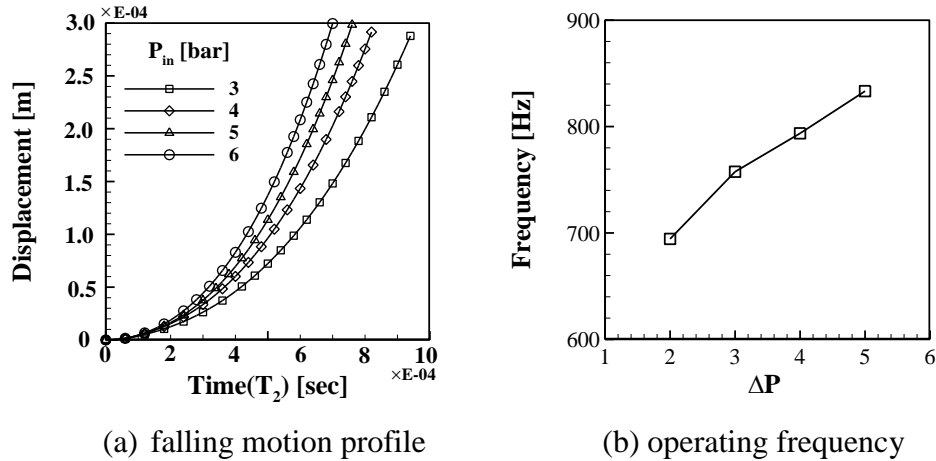 ×E-04
3.0
2.5
2.0
1.5
1.0
0.5
0
Displacement [m]
P_in [bar]
3
4
5
6
0 2 4 6 8 10
×E-04
Time(T_2) [sec]
(a) falling motion profile
900
800
700
600
Frequency [Hz]
1 2 3 4 5 6
ΔP
(b) operating frequency